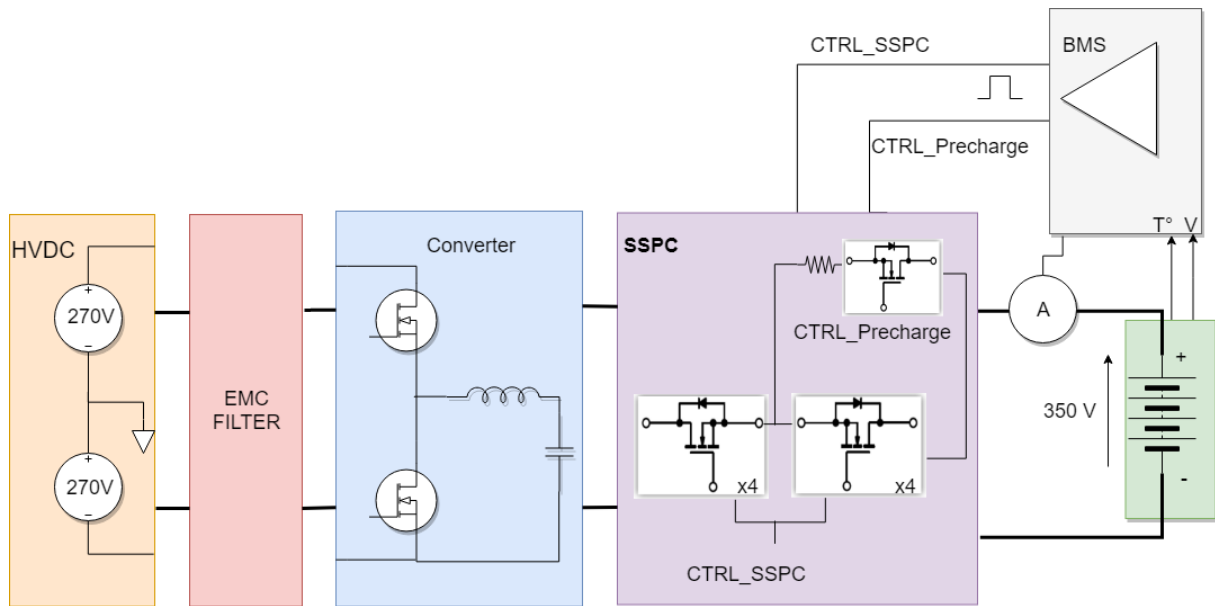 CTRL_SSPC
BMS
CTRL_Precharge
T° V
HVDC
Converter
SSPC
+
270V
−
A
CTRL_Precharge
EMC
FILTER
+
350 V
x4
x4
+
270V
−
-
CTRL_SSPC